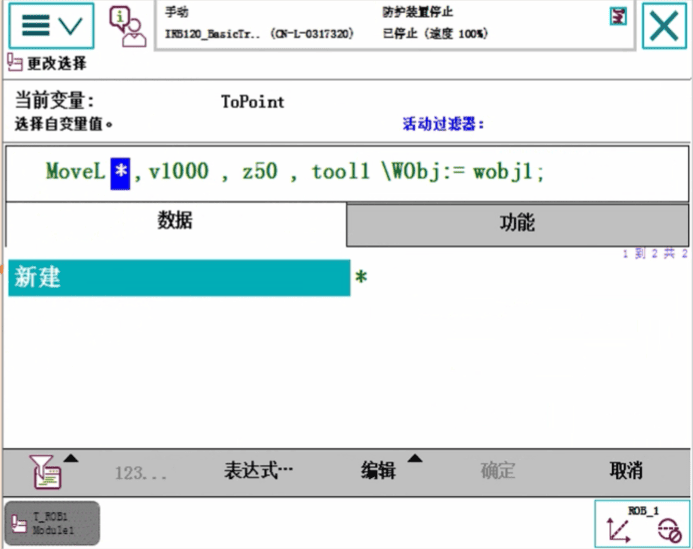 手动
防护装置停止
IRB120_BasicTr.. (CN-L-0317320)
已停止 (速度 100%)
更改选择
当前变量:
ToPoint
选择自变量值。
活动过滤器:
MoveL * , v1000 , z50 , tool1 \WObj:= wobj1;
数据
功能
1 到 2 共 2
新建
*
123...
表达式…
编辑
确定
取消
T_ROB1
Module1
ROB_1